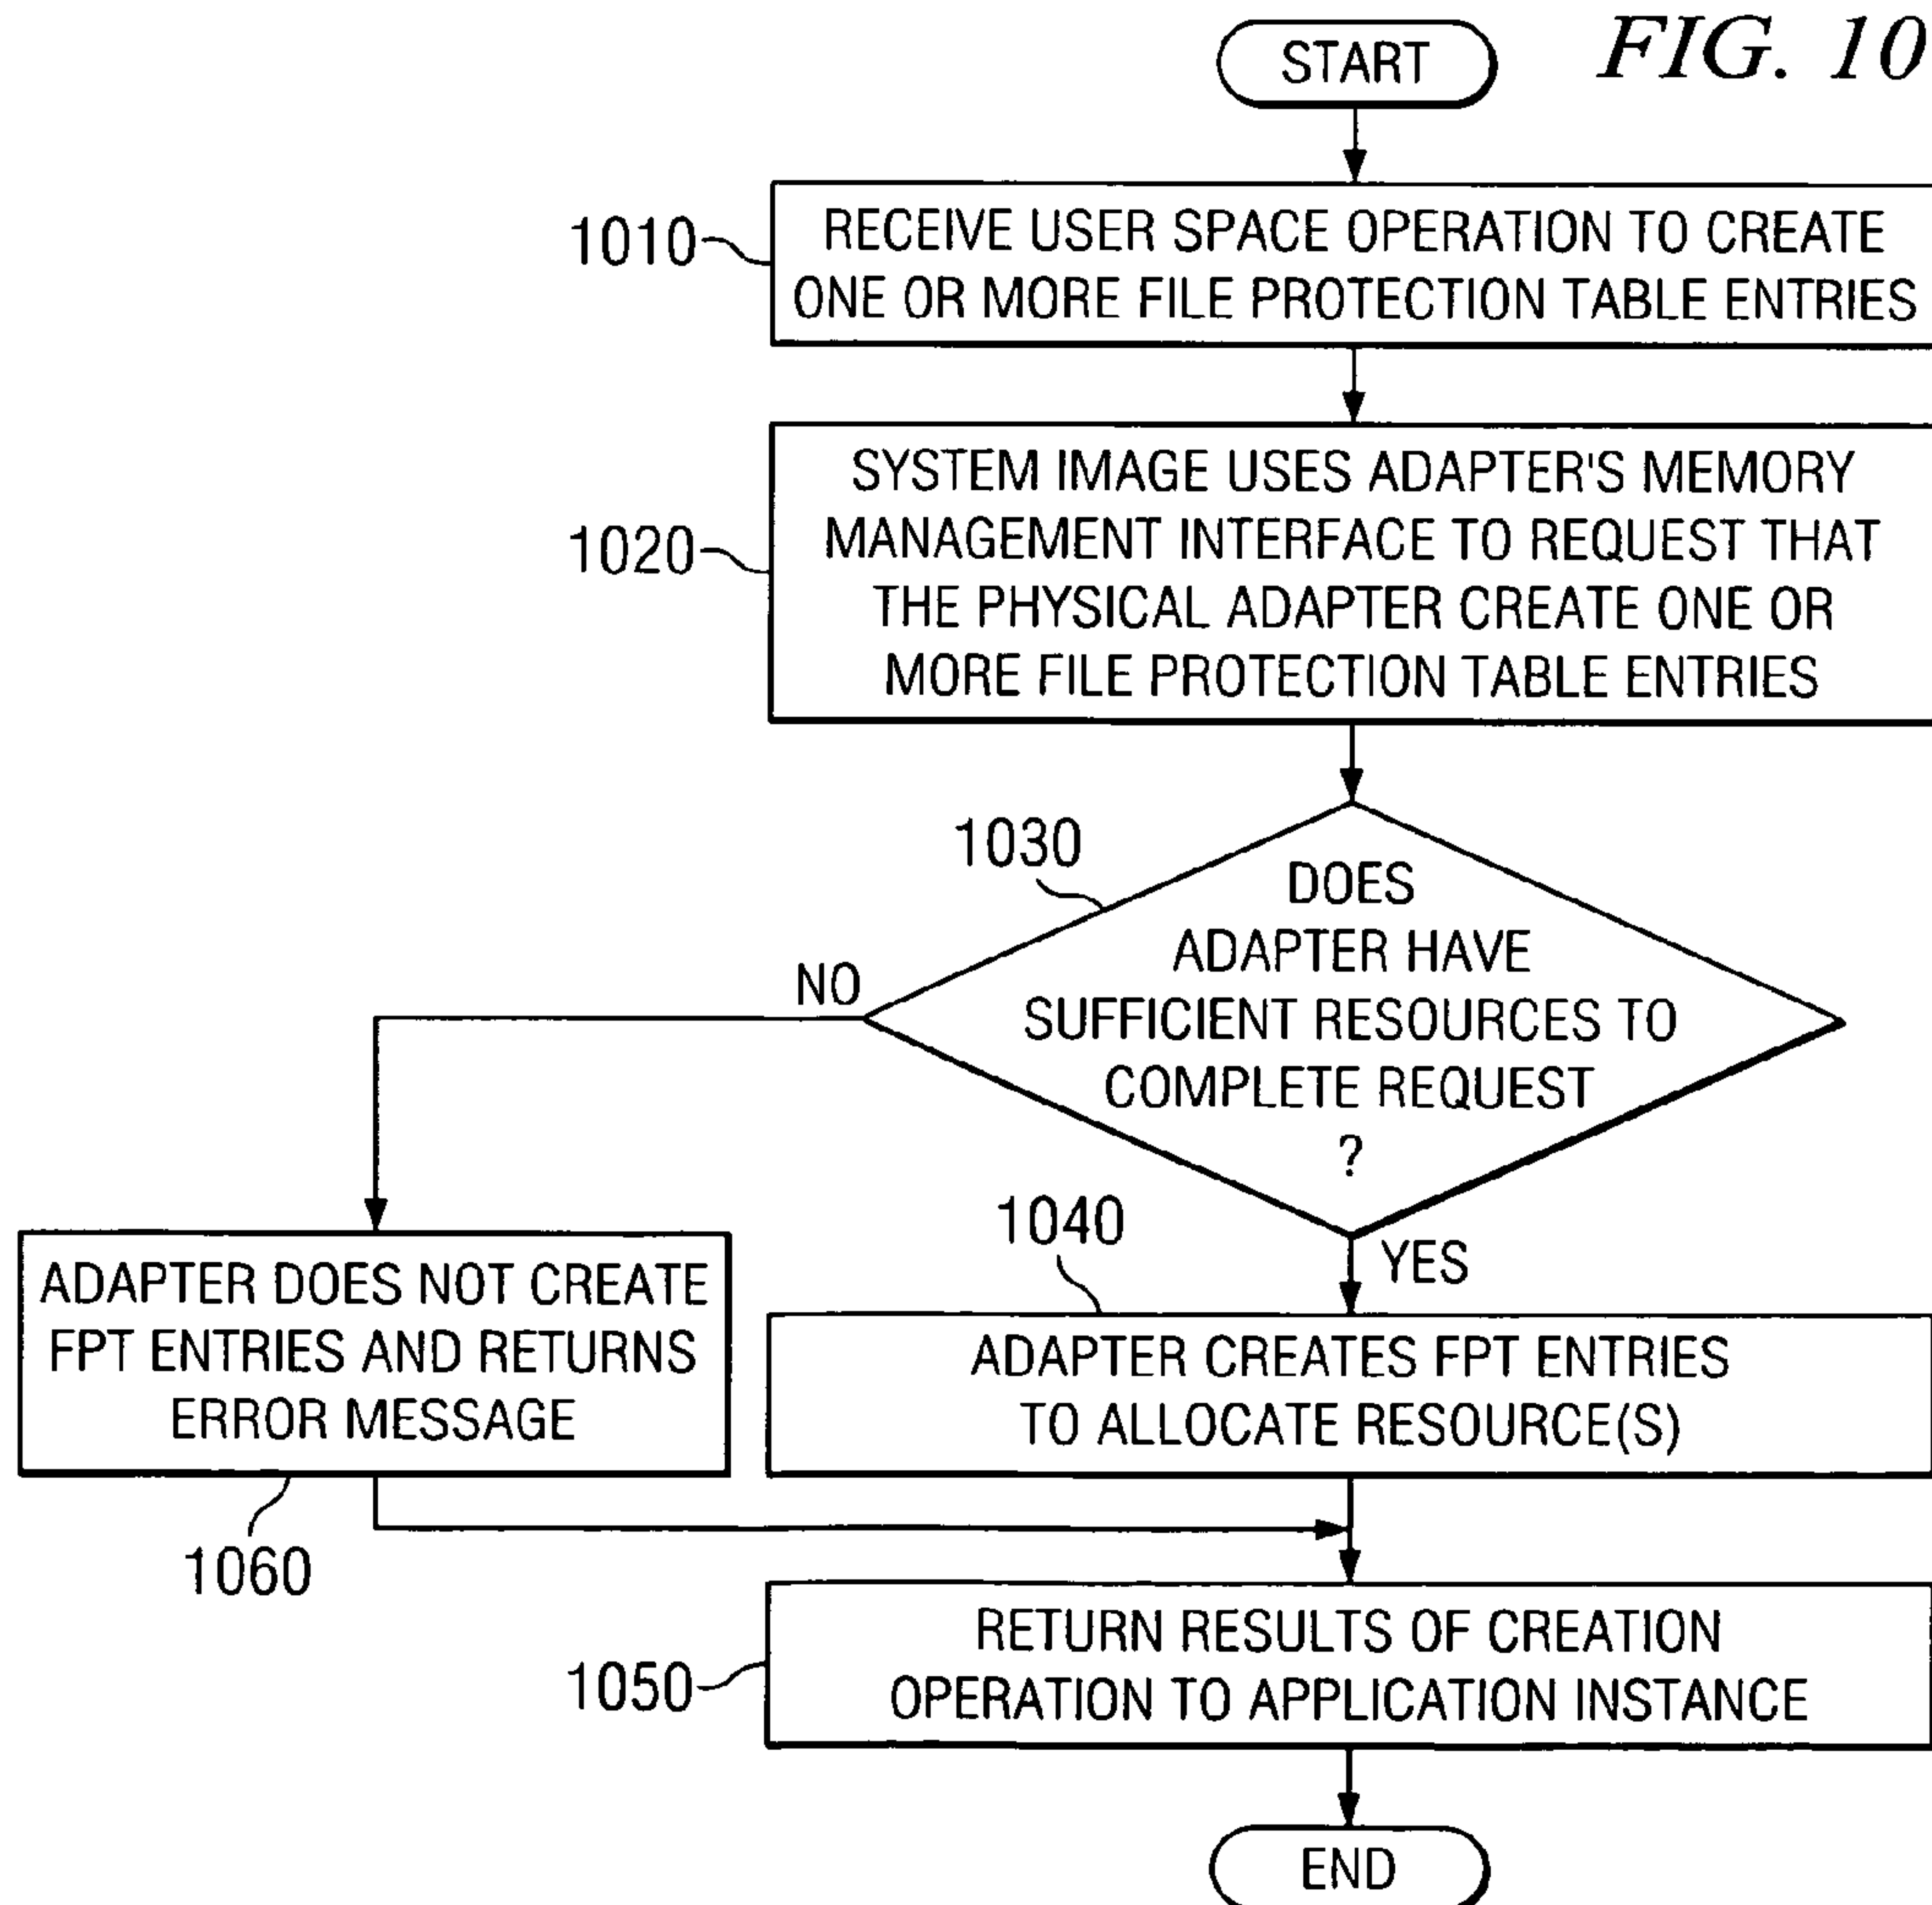 FIG. 10
START
1010
RECEIVE USER SPACE OPERATION TO CREATE
ONE OR MORE FILE PROTECTION TABLE ENTRIES
1020
SYSTEM IMAGE USES ADAPTER'S MEMORY
MANAGEMENT INTERFACE TO REQUEST THAT
THE PHYSICAL ADAPTER CREATE ONE OR
MORE FILE PROTECTION TABLE ENTRIES
1030
DOES
ADAPTER HAVE
SUFFICIENT RESOURCES TO
COMPLETE REQUEST
?
NO
YES
1040
ADAPTER CREATES FPT ENTRIES
TO ALLOCATE RESOURCE(S)
ADAPTER DOES NOT CREATE
FPT ENTRIES AND RETURNS
ERROR MESSAGE
1060
1050
RETURN RESULTS OF CREATION
OPERATION TO APPLICATION INSTANCE
END